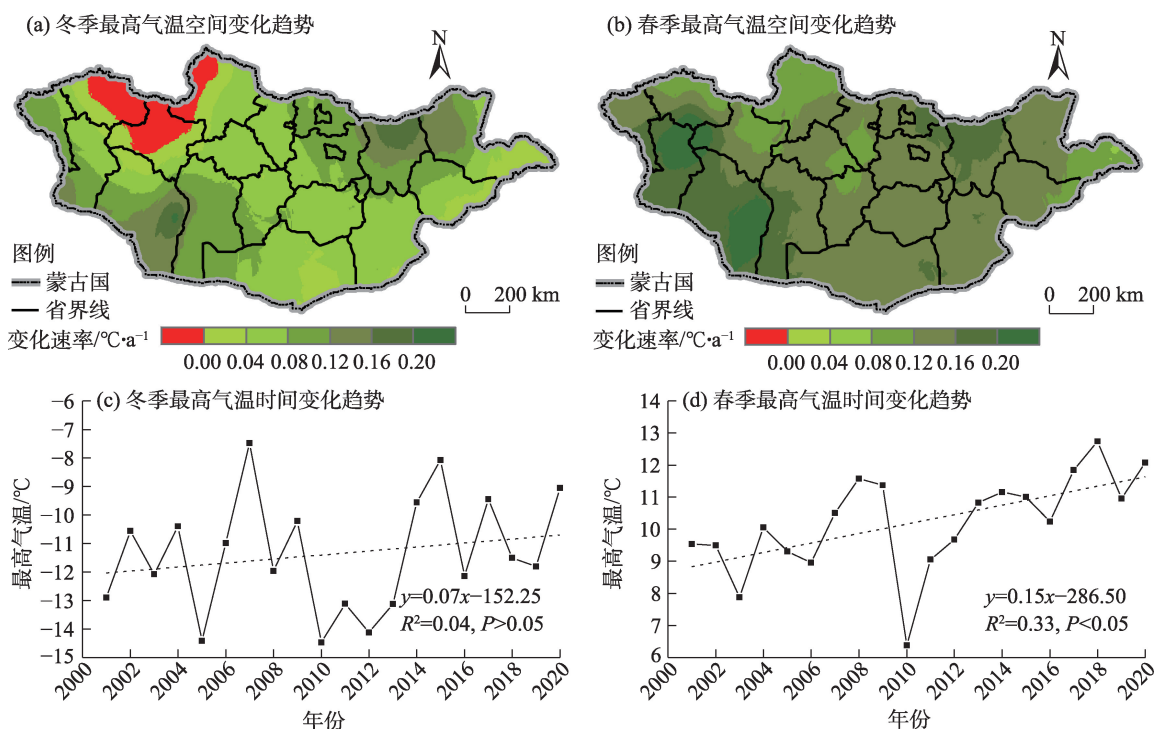 (a) 冬季最高气温空间变化趋势
N
图例
蒙古国
省界线
0 200 km
变化速率/℃·a⁻¹
0.00 0.04 0.08 0.12 0.16 0.20
(b) 春季最高气温空间变化趋势
N
图例
蒙古国
省界线
0 200 km
变化速率/℃·a⁻¹
0.00 0.04 0.08 0.12 0.16 0.20
(c) 冬季最高气温时间变化趋势
最高气温/℃
−6
−7
−8
−9
−10
−11
−12
−13
−14
−15
y=0.07x−152.25
R²=0.04, P>0.05
2000 2002 2004 2006 2008 2010 2012 2014 2016 2018 2020
年份
(d) 春季最高气温时间变化趋势
最高气温/℃
14
13
12
11
10
9
8
7
6
y=0.15x−286.50
R²=0.33, P<0.05
2000 2002 2004 2006 2008 2010 2012 2014 2016 2018 2020
年份